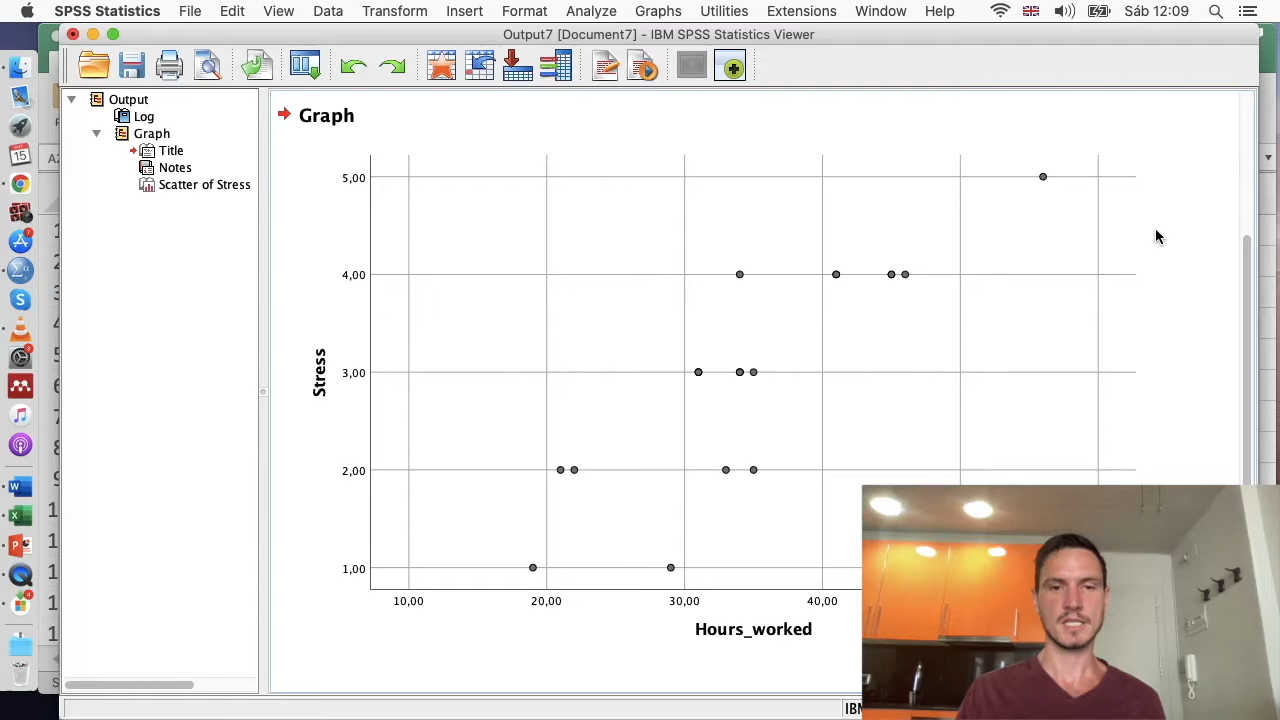 SPSS Statistics File Edit View Data Transform Insert Format Analyze Graphs Utilities Extensions Window Help Sáb 12:09
Output7 [Document7] - IBM SPSS Statistics Viewer
Output
Log
Graph
Title
Notes
Scatter of Stress
Graph
5,00
4,00
3,00
2,00
1,00
Stress
10,00 20,00 30,00 40,00
Hours_worked
IBM
15